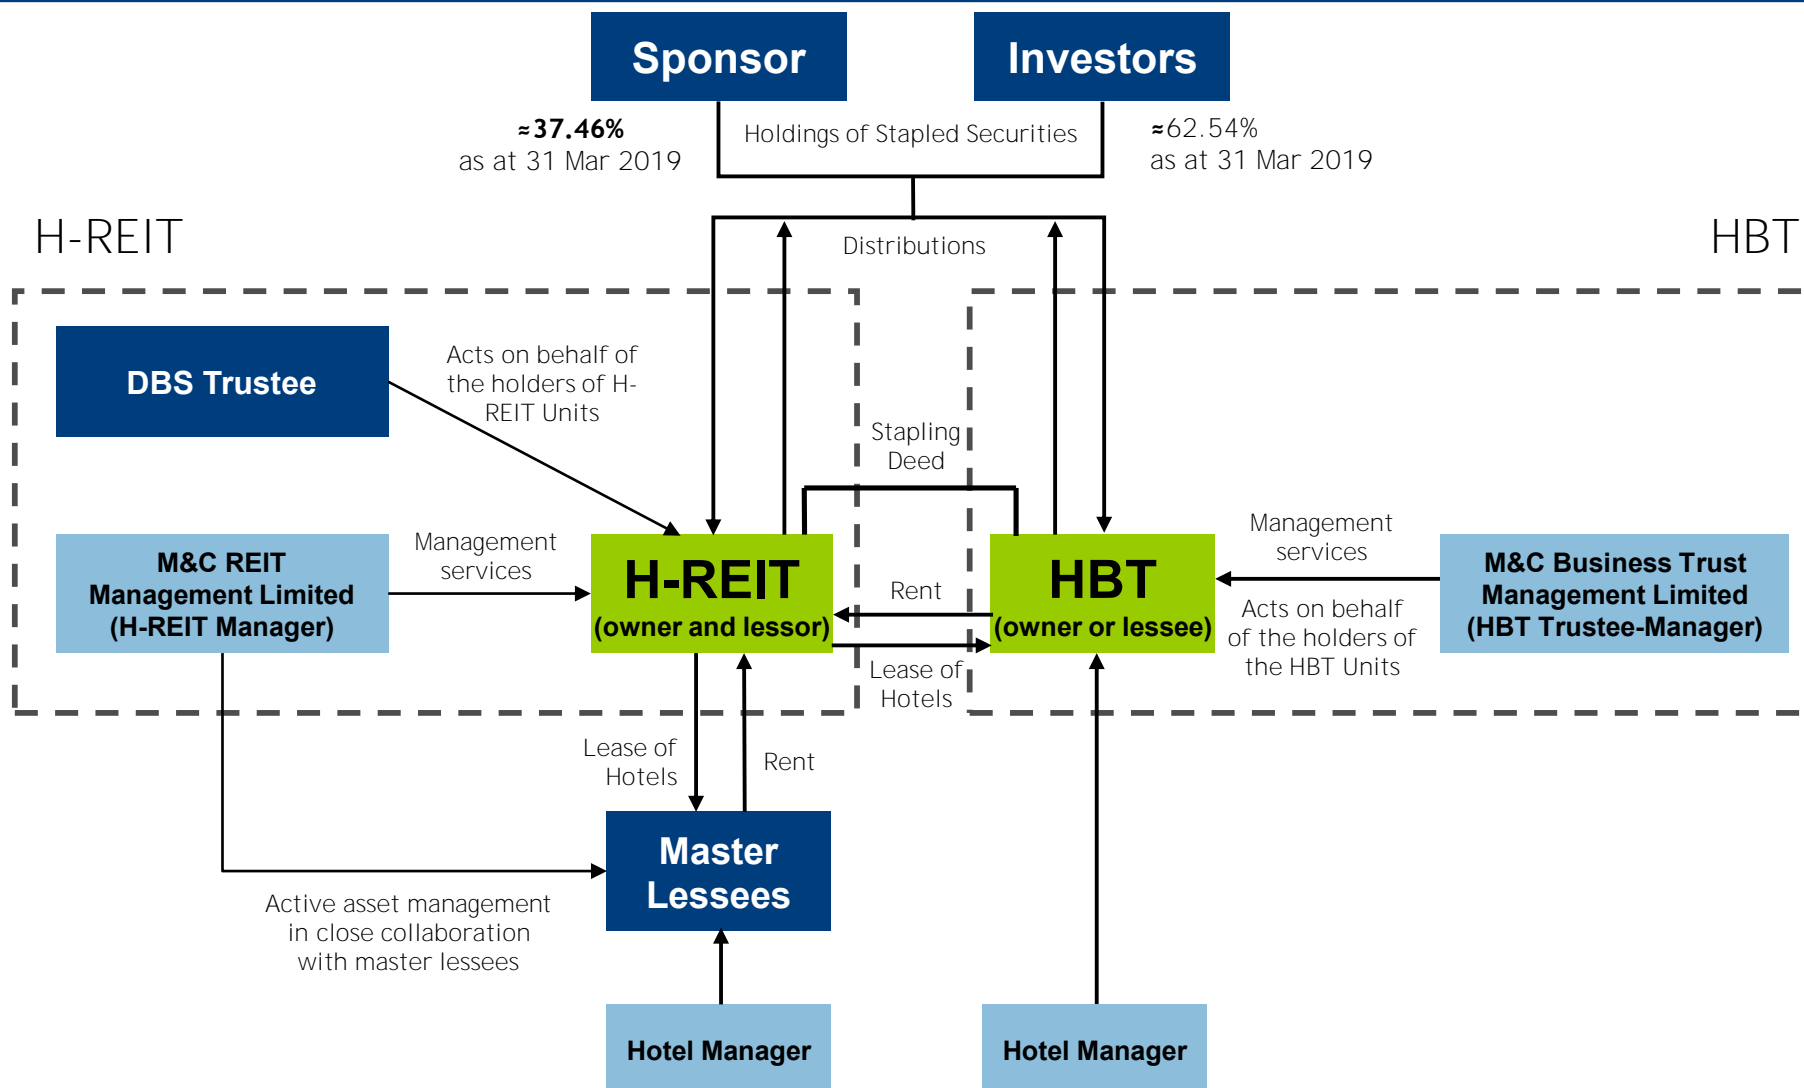 Sponsor
Investors
≈37.46%
as at 31 Mar 2019
Holdings of Stapled Securities
≈62.54%
as at 31 Mar 2019
H-REIT
HBT
Distributions
DBS Trustee
Acts on behalf of
the holders of H-
REIT Units
Stapling
Deed
M&C REIT
Management Limited
(H-REIT Manager)
Management
services
H-REIT
(owner and lessor)
Rent
Lease of
Hotels
HBT
(owner or lessee)
Management
services
Acts on behalf
of the holders of
the HBT Units
M&C Business Trust
Management Limited
(HBT Trustee-Manager)
Lease of
Hotels
Rent
Master
Lessees
Active asset management
in close collaboration
with master lessees
Hotel Manager
Hotel Manager